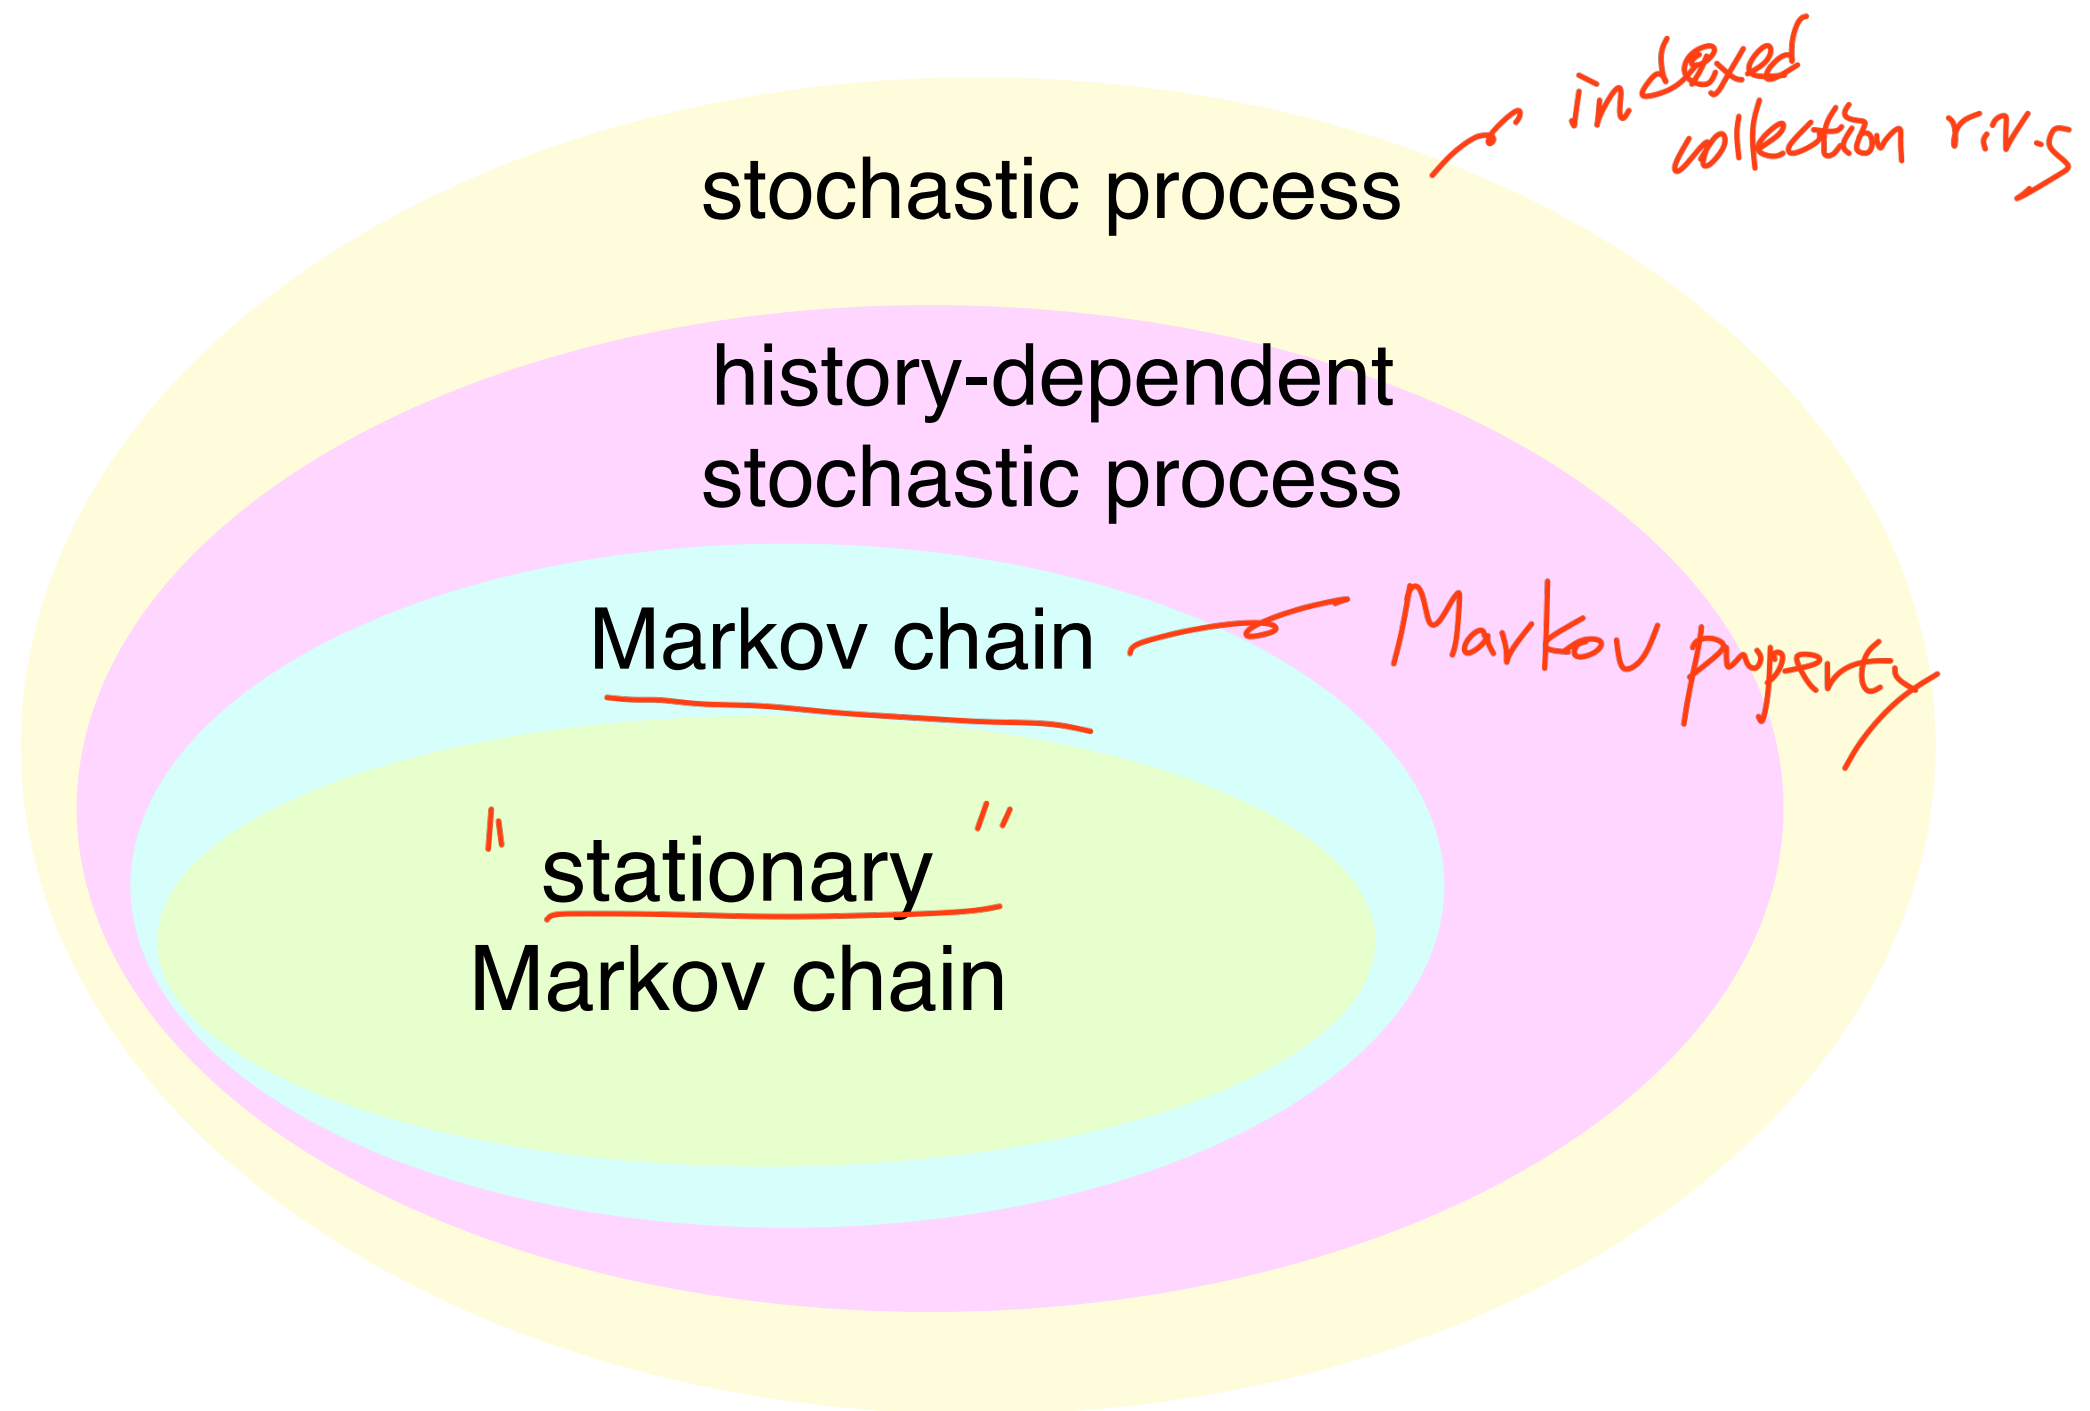 indexed
collection r.v.s
stochastic process
history-dependent
stochastic process
Markov chain
Markov property
"stationary"
Markov chain